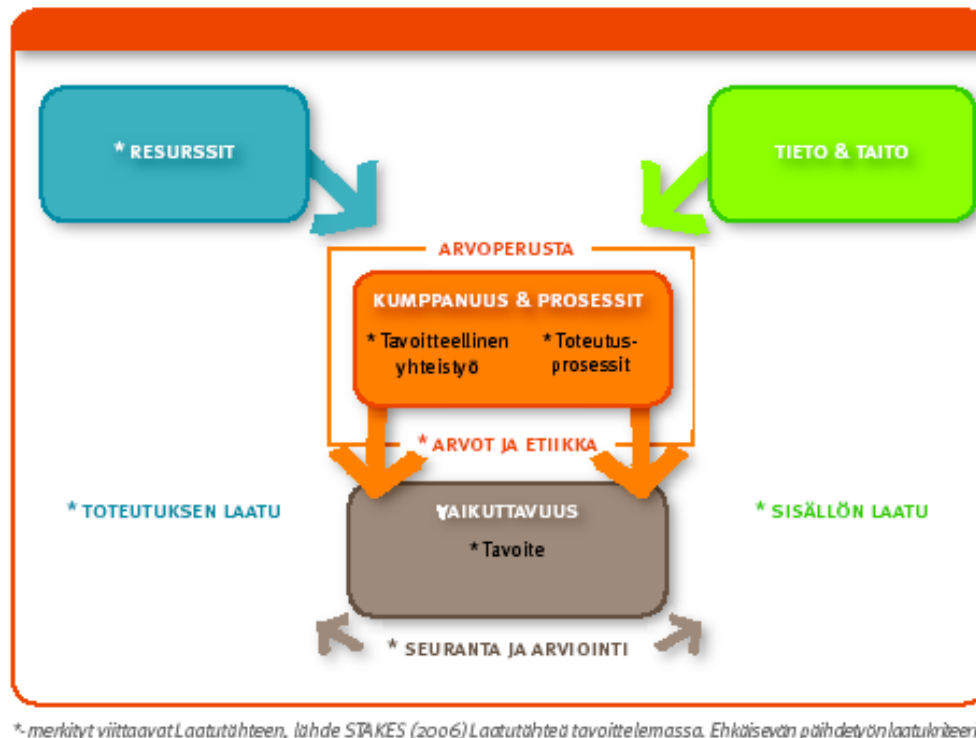 * RESURSSIT
TIETO & TAITO
ARVOPERUSTA
KUMPPANUUS & PROSESSIT
* Tavoitteellinen
yhteistyö
* Toteutus-
prosessit
* ARVOT JA ETIIKKA
* TOTEUTUKSEN LAATU
VAIKUTTAVUUS
* Tavoite
* SISÄLLÖN LAATU
* SEURANTA JA ARVIOINTI
*- merkityt viittaavat Laatutähteen, lähde STAKES (2006) Laatutähteä tavoittelemassa. Ehkäisevän päihdetyön laatukriteeri